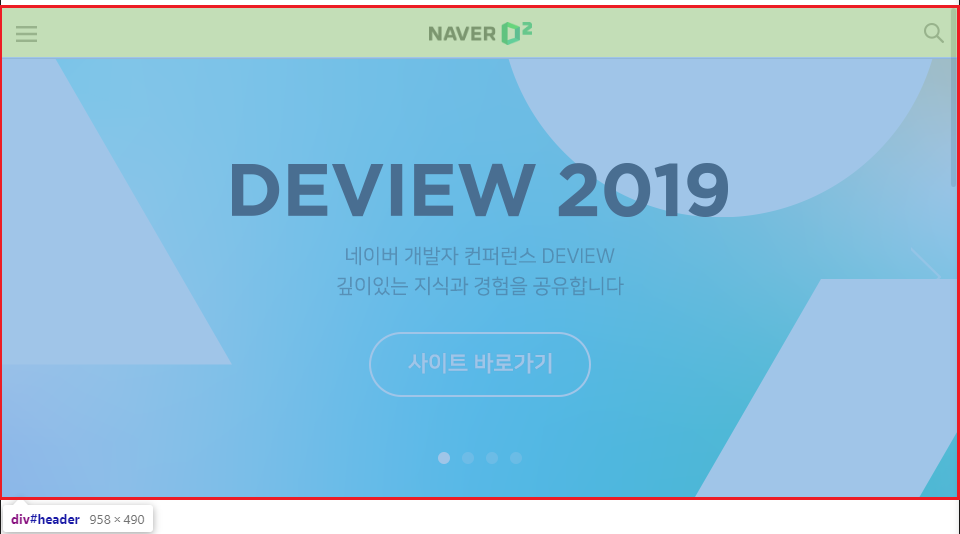 NAVER D2
DEVIEW 2019
네이버 개발자 컨퍼런스 DEVIEW
깊이있는 지식과 경험을 공유합니다
사이트 바로가기
div#header 958 × 490